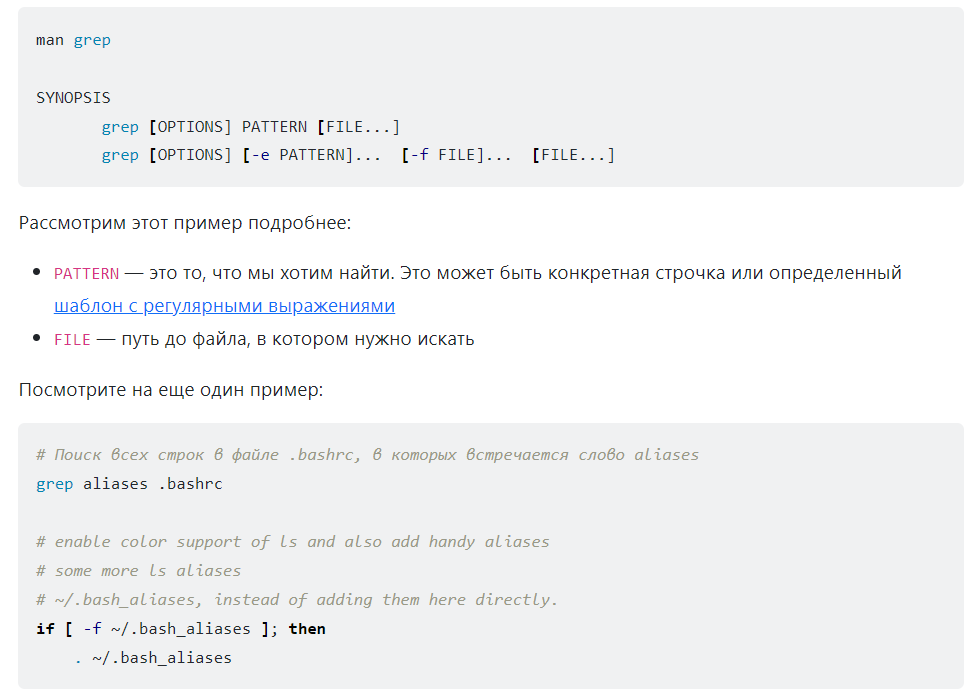 man grep
SYNOPSIS
grep [OPTIONS] PATTERN [FILE...]
grep [OPTIONS] [-e PATTERN]... [-f FILE]... [FILE...]
Рассмотрим этот пример подробнее:
• PATTERN — это то, что мы хотим найти. Это может быть конкретная строчка или определенный
шаблон с регулярными выражениями
• FILE — путь до файла, в котором нужно искать
Посмотрите на еще один пример:
# Поиск всех строк в файле .bashrc, в которых встречается слово aliases
grep aliases .bashrc
# enable color support of ls and also add handy aliases
# some more ls aliases
# ~/.bash_aliases, instead of adding them here directly.
if [ -f ~/.bash_aliases ]; then
. ~/.bash_aliases